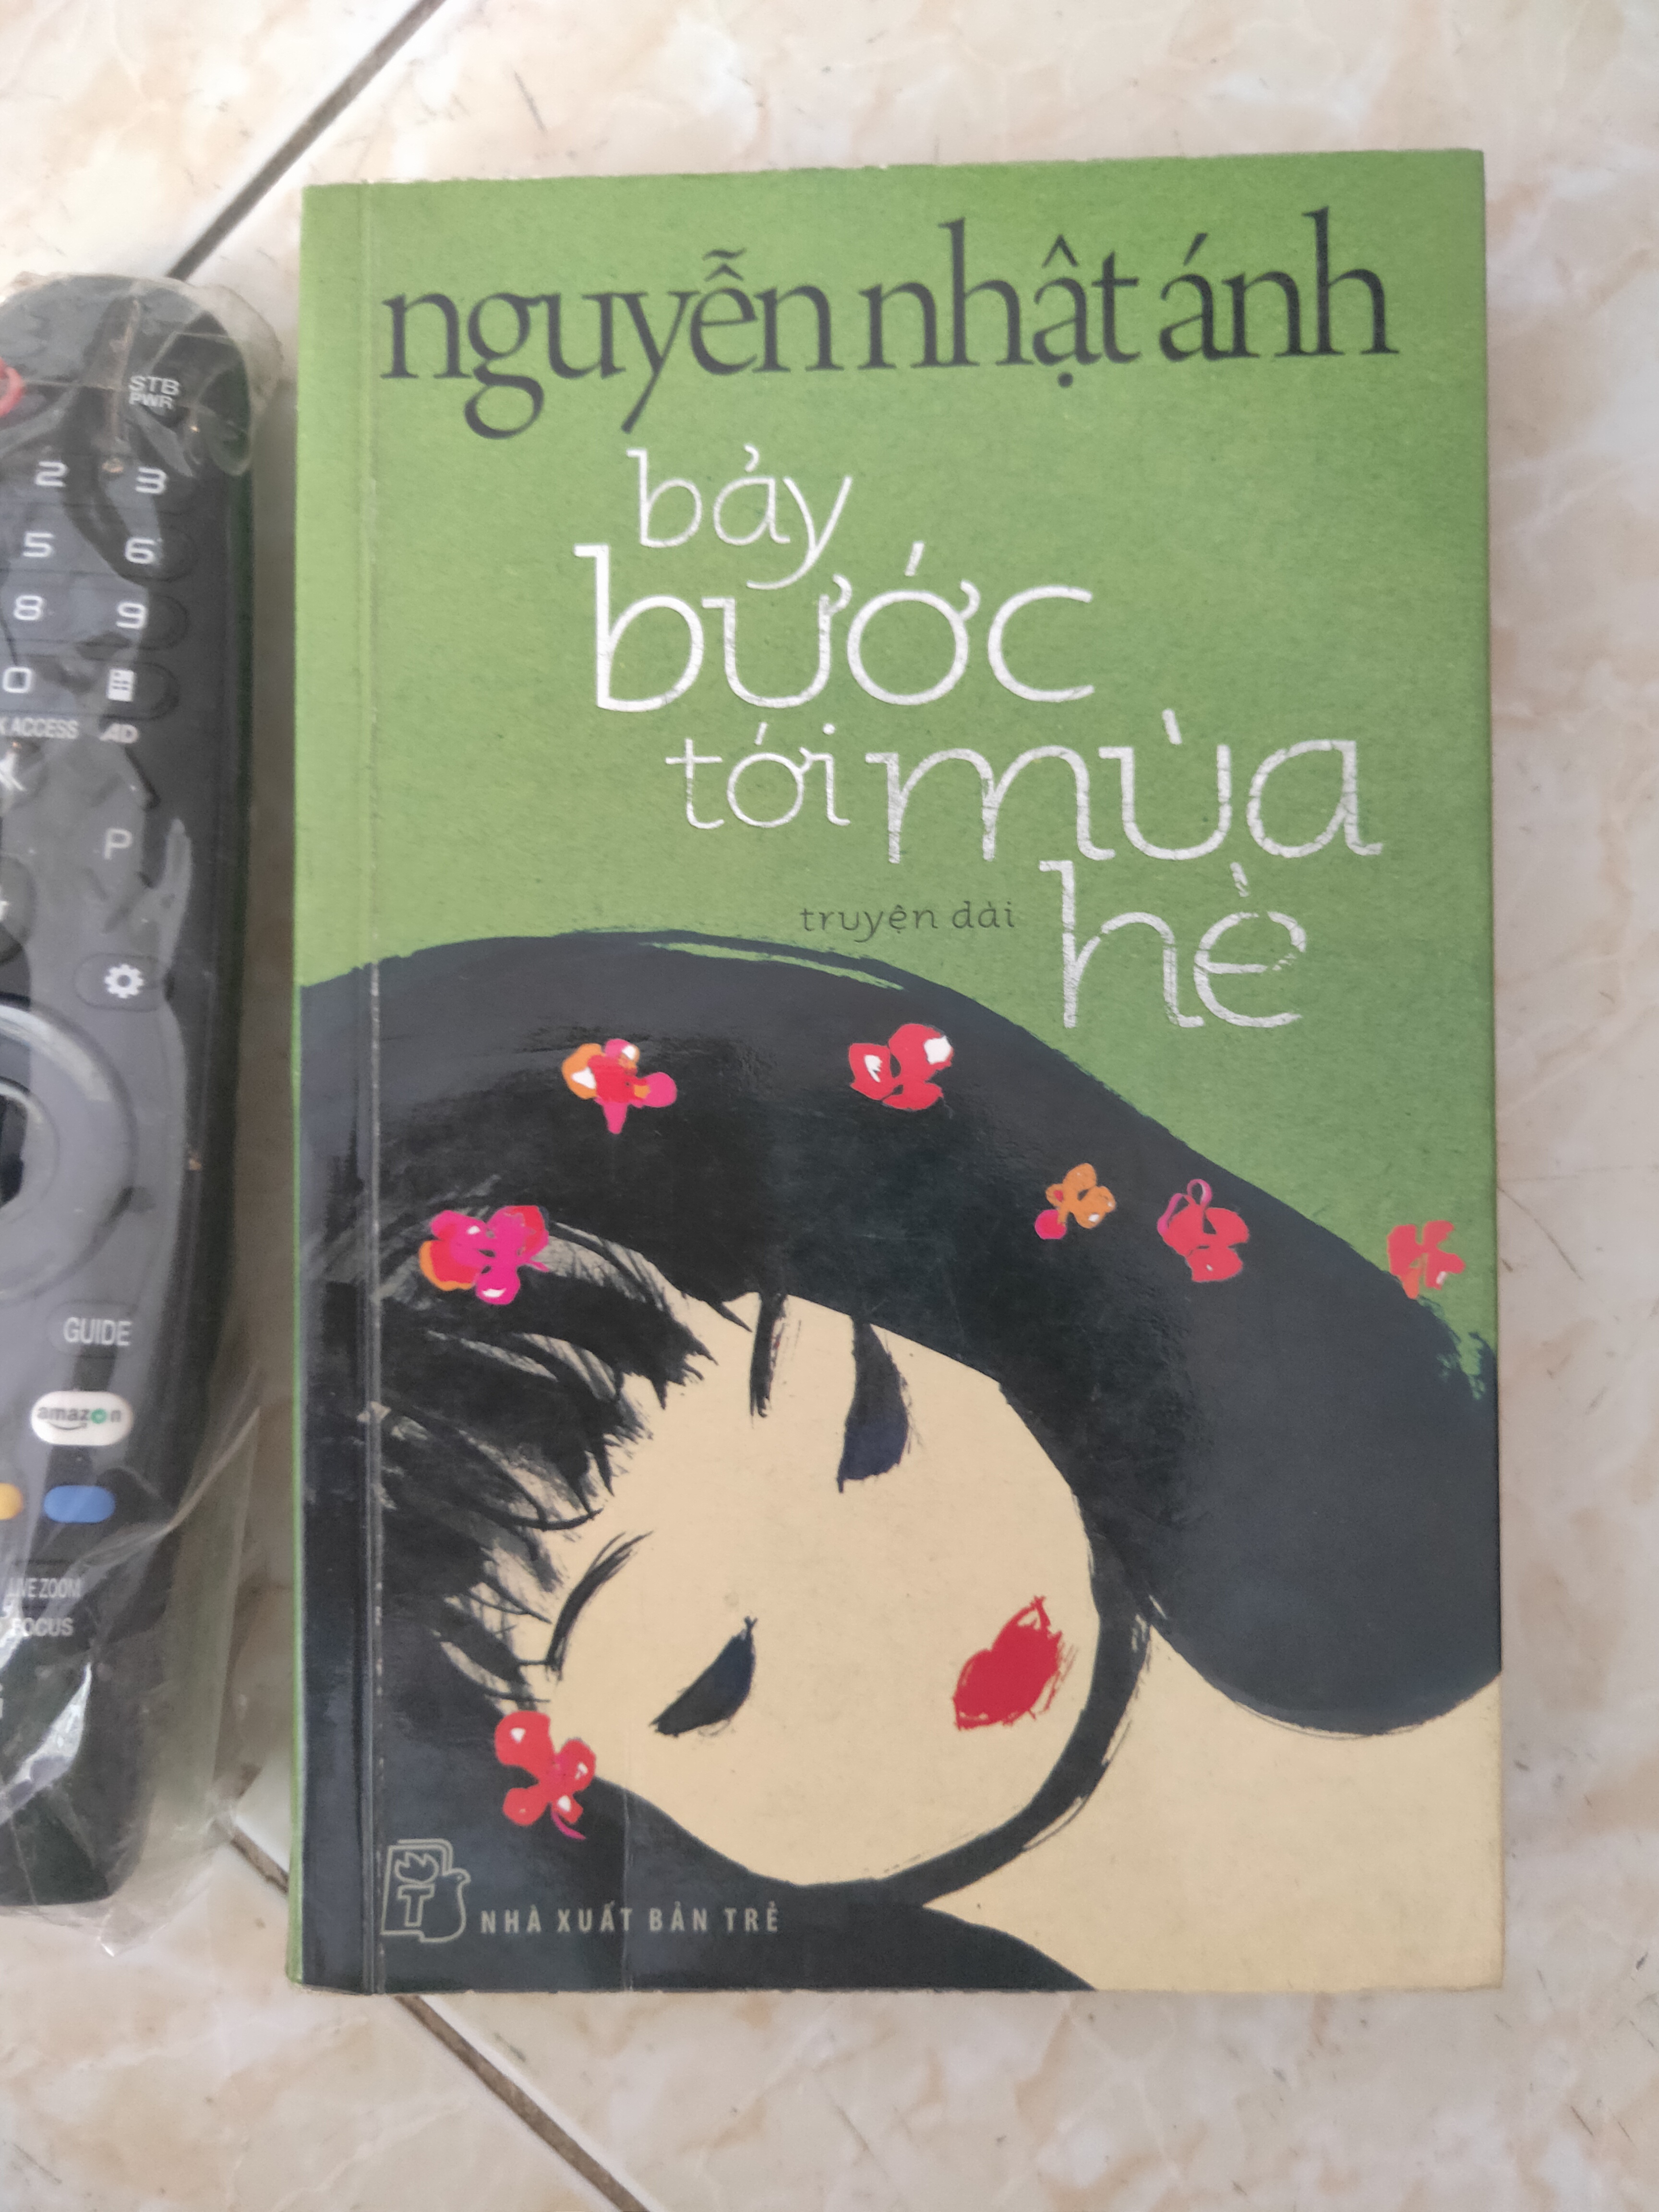 nguyễn nhật ánh
bảy
bước
tới mùa
hè
truyện dài
NHÀ XUẤT BẢN TRẺ
STB
PWR
2 3
5 6
8 9
0
ACCESS AD
P
GUIDE
amazon
LIVE ZOOM
FOCUS
T